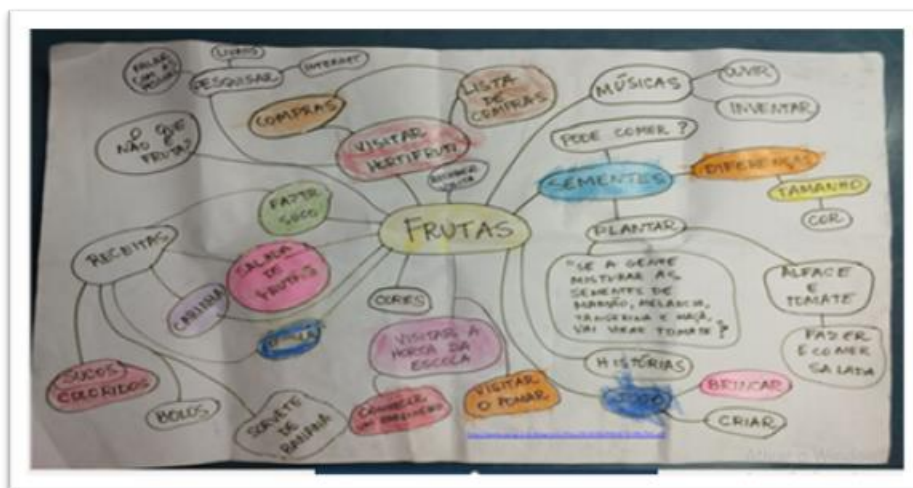 FALAR
LIVROS
INTERNET
PESQUISAR
COMPRAS
LISTA
DE
COMPRAS
MÚSICAS
OUVIR
INVENTAR
O QUE
NÃO É
FRUTA?
VISITAR
HORTIFRUTI
RECEBER
PODE COMER?
SEMENTES
DIFERENÇAS
TAMANHO
COR
FAZER
SUCO
FRUTAS
PLANTAR
RECEITAS
SALADA
DE
FRUTAS
"SE A GENTE
MISTURAR AS
SEMENTES DE
MAMÃO, MELANCIA,
TANGERINA E MAÇÃ,
VAI VIRAR TOMATE?
ALFACE
E
TOMATE
CORES
VISITAR A
HORTA DA
ESCOLA
HISTÓRIAS
FAZER
E COMER
SALADA
SUCOS
COLORIDOS
BOLOS
SORVETE
DE
BANANA
CONHECER
VISITAR
O POMAR
BRINCAR
CRIAR